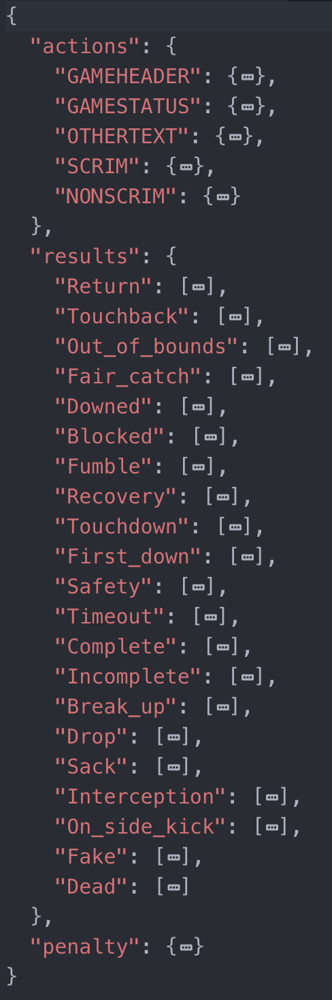 {
"actions": {
"GAMEHEADER": {…},
"GAMESTATUS": {…},
"OTHERTEXT": {…},
"SCRIM": {…},
"NONSCRIM": {…}
},
"results": {
"Return": […],
"Touchback": […],
"Out_of_bounds": […],
"Fair_catch": […],
"Downed": […],
"Blocked": […],
"Fumble": […],
"Recovery": […],
"Touchdown": […],
"First_down": […],
"Safety": […],
"Timeout": […],
"Complete": […],
"Incomplete": […],
"Break_up": […],
"Drop": […],
"Sack": […],
"Interception": […],
"On_side_kick": […],
"Fake": […],
"Dead": […]
},
"penalty": {…}
}